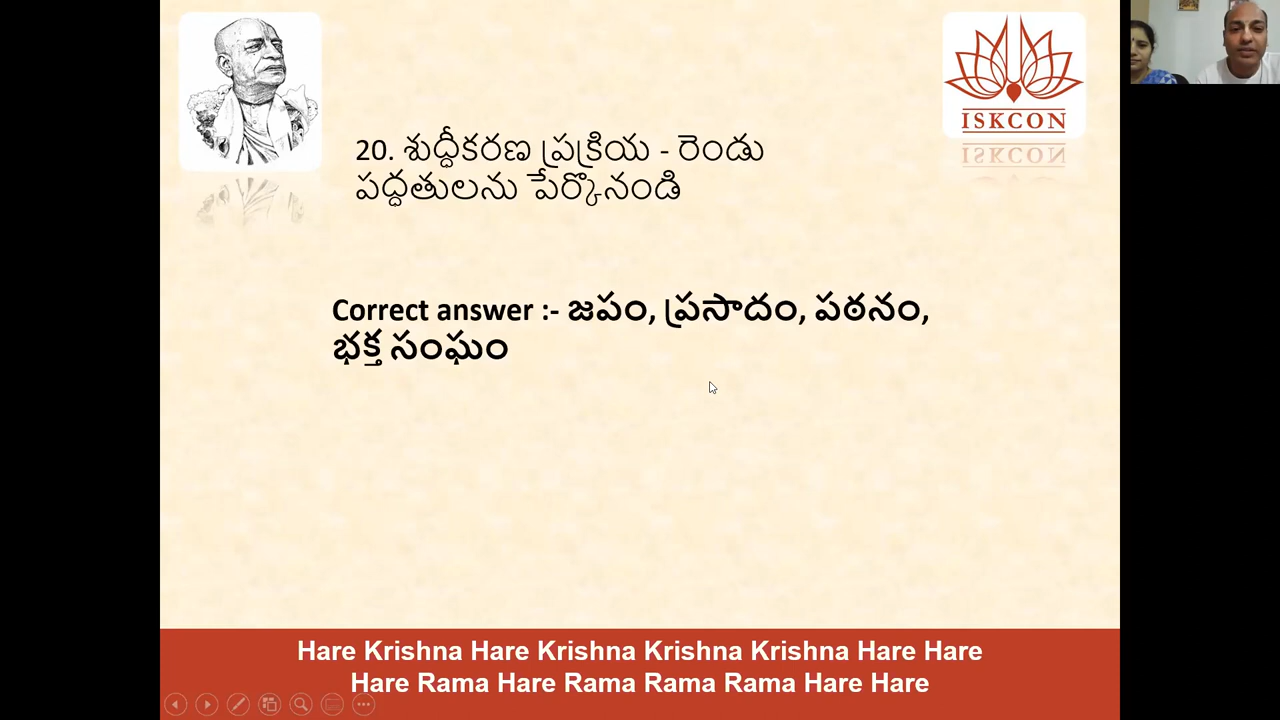 ISKCON
20. శుద్ధీకరణ ప్రక్రియ - రెండు
పద్ధతులను పేర్కొనండి
Correct answer :- జపం, ప్రసాదం, పఠనం,
భక్త సంఘం
Hare Krishna Hare Krishna Krishna Krishna Hare Hare
Hare Rama Hare Rama Rama Rama Hare Hare